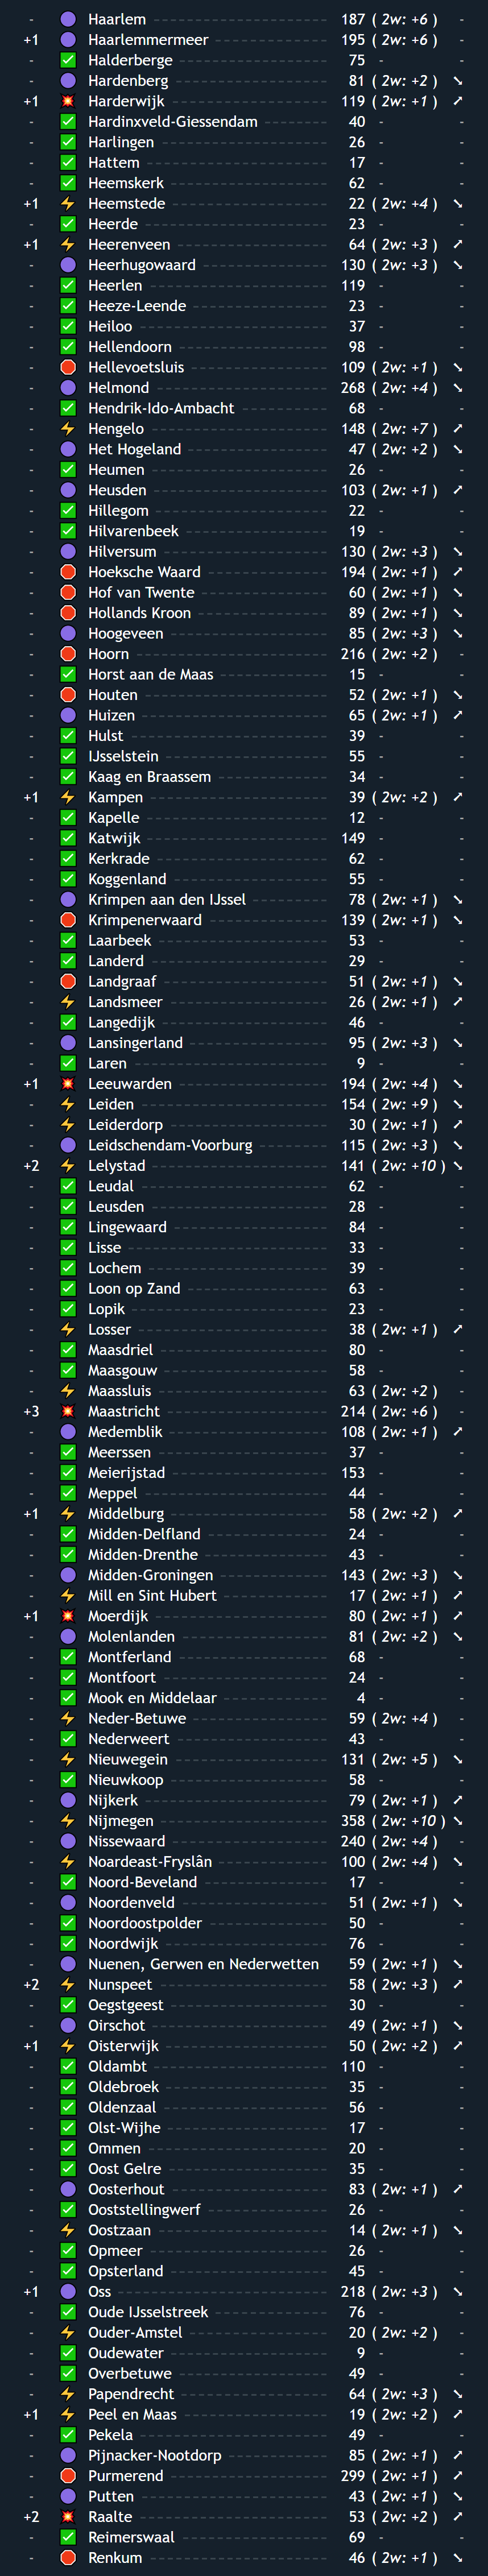 - Haarlem 187 ( 2w: +6 ) -
+1 Haarlemmermeer 195 ( 2w: +6 ) -
- Halderberge 75 - -
- Hardenberg 81 ( 2w: +2 ) ➘
+1 Harderwijk 119 ( 2w: +1 ) ➚
- Hardinxveld-Giessendam 40 - -
- Harlingen 26 - -
- Hattem 17 - -
- Heemskerk 62 - -
+1 Heemstede 22 ( 2w: +4 ) ➘
- Heerde 23 - -
+1 Heerenveen 64 ( 2w: +3 ) ➚
- Heerhugowaard 130 ( 2w: +3 ) ➘
- Heerlen 119 - -
- Heeze-Leende 23 - -
- Heiloo 37 - -
- Hellendoorn 98 - -
- Hellevoetsluis 109 ( 2w: +1 ) ➘
- Helmond 268 ( 2w: +4 ) ➘
- Hendrik-Ido-Ambacht 68 - -
- Hengelo 148 ( 2w: +7 ) ➚
- Het Hogeland 47 ( 2w: +2 ) ➘
- Heumen 26 - -
- Heusden 103 ( 2w: +1 ) ➚
- Hillegom 22 - -
- Hilvarenbeek 19 - -
- Hilversum 130 ( 2w: +3 ) ➘
- Hoeksche Waard 194 ( 2w: +1 ) ➚
- Hof van Twente 60 ( 2w: +1 ) ➘
- Hollands Kroon 89 ( 2w: +1 ) ➘
- Hoogeveen 85 ( 2w: +3 ) ➘
- Hoorn 216 ( 2w: +2 ) -
- Horst aan de Maas 15 - -
- Houten 52 ( 2w: +1 ) ➘
- Huizen 65 ( 2w: +1 ) ➚
- Hulst 39 - -
- IJsselstein 55 - -
- Kaag en Braassem 34 - -
+1 Kampen 39 ( 2w: +2 ) ➚
- Kapelle 12 - -
- Katwijk 149 - -
- Kerkrade 62 - -
- Koggenland 55 - -
- Krimpen aan den IJssel 78 ( 2w: +1 ) ➘
- Krimpenerwaard 139 ( 2w: +1 ) ➘
- Laarbeek 53 - -
- Landerd 29 - -
- Landgraaf 51 ( 2w: +1 ) ➘
- Landsmeer 26 ( 2w: +1 ) ➚
- Langedijk 46 - -
- Lansingerland 95 ( 2w: +3 ) ➘
- Laren 9 - -
+1 Leeuwarden 194 ( 2w: +4 ) ➘
- Leiden 154 ( 2w: +9 ) ➘
- Leiderdorp 30 ( 2w: +1 ) ➚
- Leidschendam-Voorburg 115 ( 2w: +3 ) ➘
+2 Lelystad 141 ( 2w: +10 ) ➘
- Leudal 62 - -
- Leusden 28 - -
- Lingewaard 84 - -
- Lisse 33 - -
- Lochem 39 - -
- Loon op Zand 63 - -
- Lopik 23 - -
- Losser 38 ( 2w: +1 ) ➚
- Maasdriel 80 - -
- Maasgouw 58 - -
- Maassluis 63 ( 2w: +2 ) -
+3 Maastricht 214 ( 2w: +6 ) -
- Medemblik 108 ( 2w: +1 ) ➚
- Meerssen 37 - -
- Meierijstad 153 - -
- Meppel 44 - -
+1 Middelburg 58 ( 2w: +2 ) ➚
- Midden-Delfland 24 - -
- Midden-Drenthe 43 - -
- Midden-Groningen 143 ( 2w: +3 ) ➘
- Mill en Sint Hubert 17 ( 2w: +1 ) ➚
+1 Moerdijk 80 ( 2w: +1 ) ➚
- Molenlanden 81 ( 2w: +2 ) ➘
- Montferland 68 - -
- Montfoort 24 - -
- Mook en Middelaar 4 - -
- Neder-Betuwe 59 ( 2w: +4 ) -
- Nederweert 43 - -
- Nieuwegein 131 ( 2w: +5 ) ➘
- Nieuwkoop 58 - -
- Nijkerk 79 ( 2w: +1 ) ➚
- Nijmegen 358 ( 2w: +10 ) ➘
- Nissewaard 240 ( 2w: +4 ) -
- Noardeast-Fryslân 100 ( 2w: +4 ) ➘
- Noord-Beveland 17 - -
- Noordenveld 51 ( 2w: +1 ) ➘
- Noordoostpolder 50 - -
- Noordwijk 76 - -
- Nuenen, Gerwen en Nederwetten 59 ( 2w: +1 ) ➘
+2 Nunspeet 58 ( 2w: +3 ) ➚
- Oegstgeest 30 - -
- Oirschot 49 ( 2w: +1 ) ➘
+1 Oisterwijk 50 ( 2w: +2 ) ➚
- Oldambt 110 - -
- Oldebroek 35 - -
- Oldenzaal 56 - -
- Olst-Wijhe 17 - -
- Ommen 20 - -
- Oost Gelre 35 - -
- Oosterhout 83 ( 2w: +1 ) ➚
- Ooststellingwerf 26 - -
- Oostzaan 14 ( 2w: +1 ) ➘
- Opmeer 26 - -
- Opsterland 45 - -
+1 Oss 218 ( 2w: +3 ) ➘
- Oude IJsselstreek 76 - -
- Ouder-Amstel 20 ( 2w: +2 ) -
- Oudewater 9 - -
- Overbetuwe 49 - -
- Papendrecht 64 ( 2w: +3 ) ➘
+1 Peel en Maas 19 ( 2w: +2 ) ➚
- Pekela 49 - -
- Pijnacker-Nootdorp 85 ( 2w: +1 ) ➚
- Purmerend 299 ( 2w: +1 ) ➚
- Putten 43 ( 2w: +1 ) ➘
+2 Raalte 53 ( 2w: +2 ) ➚
- Reimerswaal 69 - -
- Renkum 46 ( 2w: +1 ) ➘